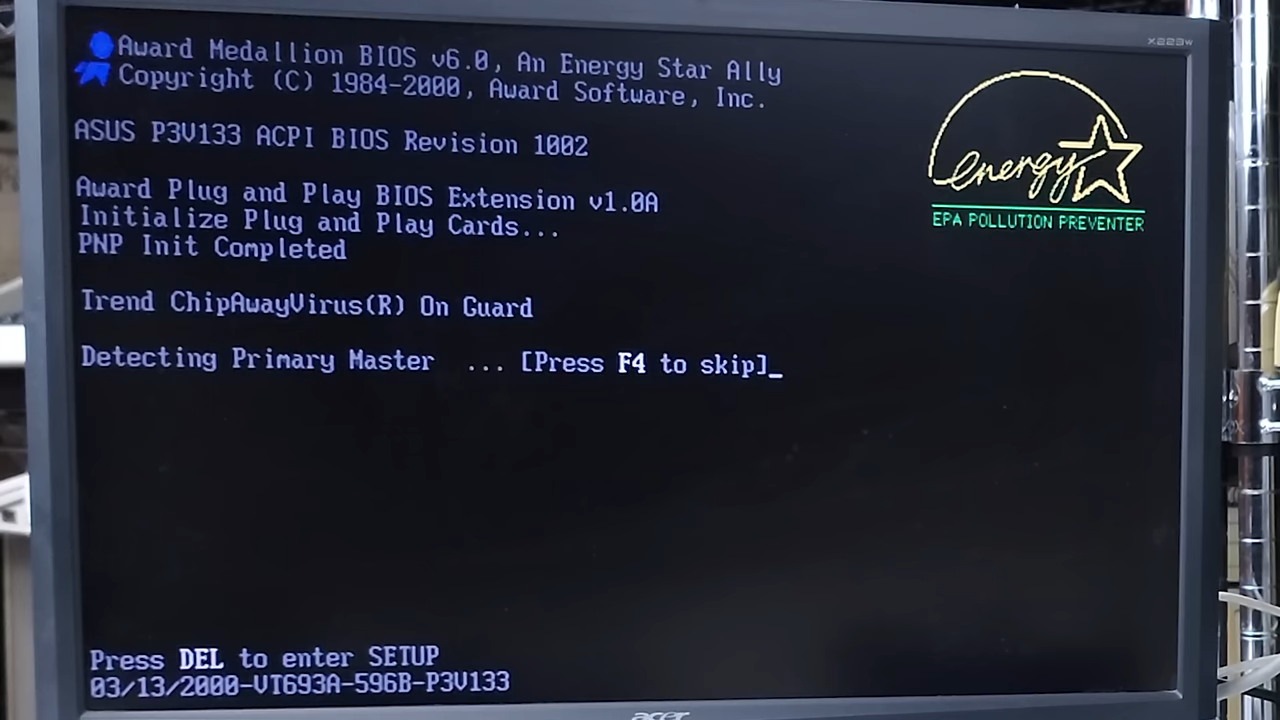 X223w
Award Medallion BIOS v6.0, An Energy Star Ally
Copyright (C) 1984-2000, Award Software, Inc.
ASUS P3V133 ACPI BIOS Revision 1002
energy
EPA POLLUTION PREVENTER
Award Plug and Play BIOS Extension v1.0A
Initialize Plug and Play Cards...
PNP Init Completed
Trend ChipAwayVirus(R) On Guard
Detecting Primary Master  ... [Press F4 to skip]_
Press DEL to enter SETUP
03/13/2000-VT693A-596B-P3V133
acer